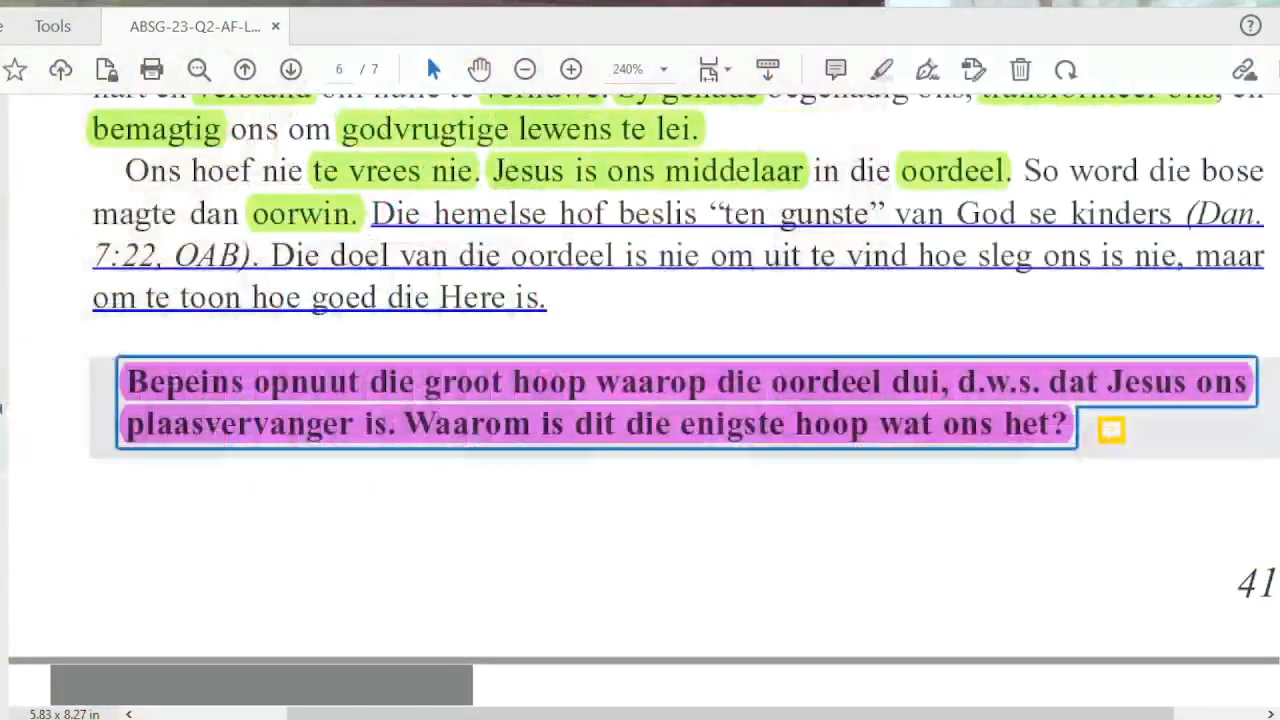 Tools
ABSG-23-Q2-AF-L... ×
6 / 7
240%
bemagtig ons om godvrugtige lewens te lei.
Ons hoef nie te vrees nie. Jesus is ons middelaar in die oordeel. So word die bose
magte dan oorwin. Die hemelse hof beslis “ten gunste” van God se kinders (Dan.
7:22, OAB). Die doel van die oordeel is nie om uit te vind hoe sleg ons is nie, maar
om te toon hoe goed die Here is.
Bepeins opnuut die groot hoop waarop die oordeel dui, d.w.s. dat Jesus ons
plaasvervanger is. Waarom is dit die enigste hoop wat ons het?
41
5.83 x 8.27 in